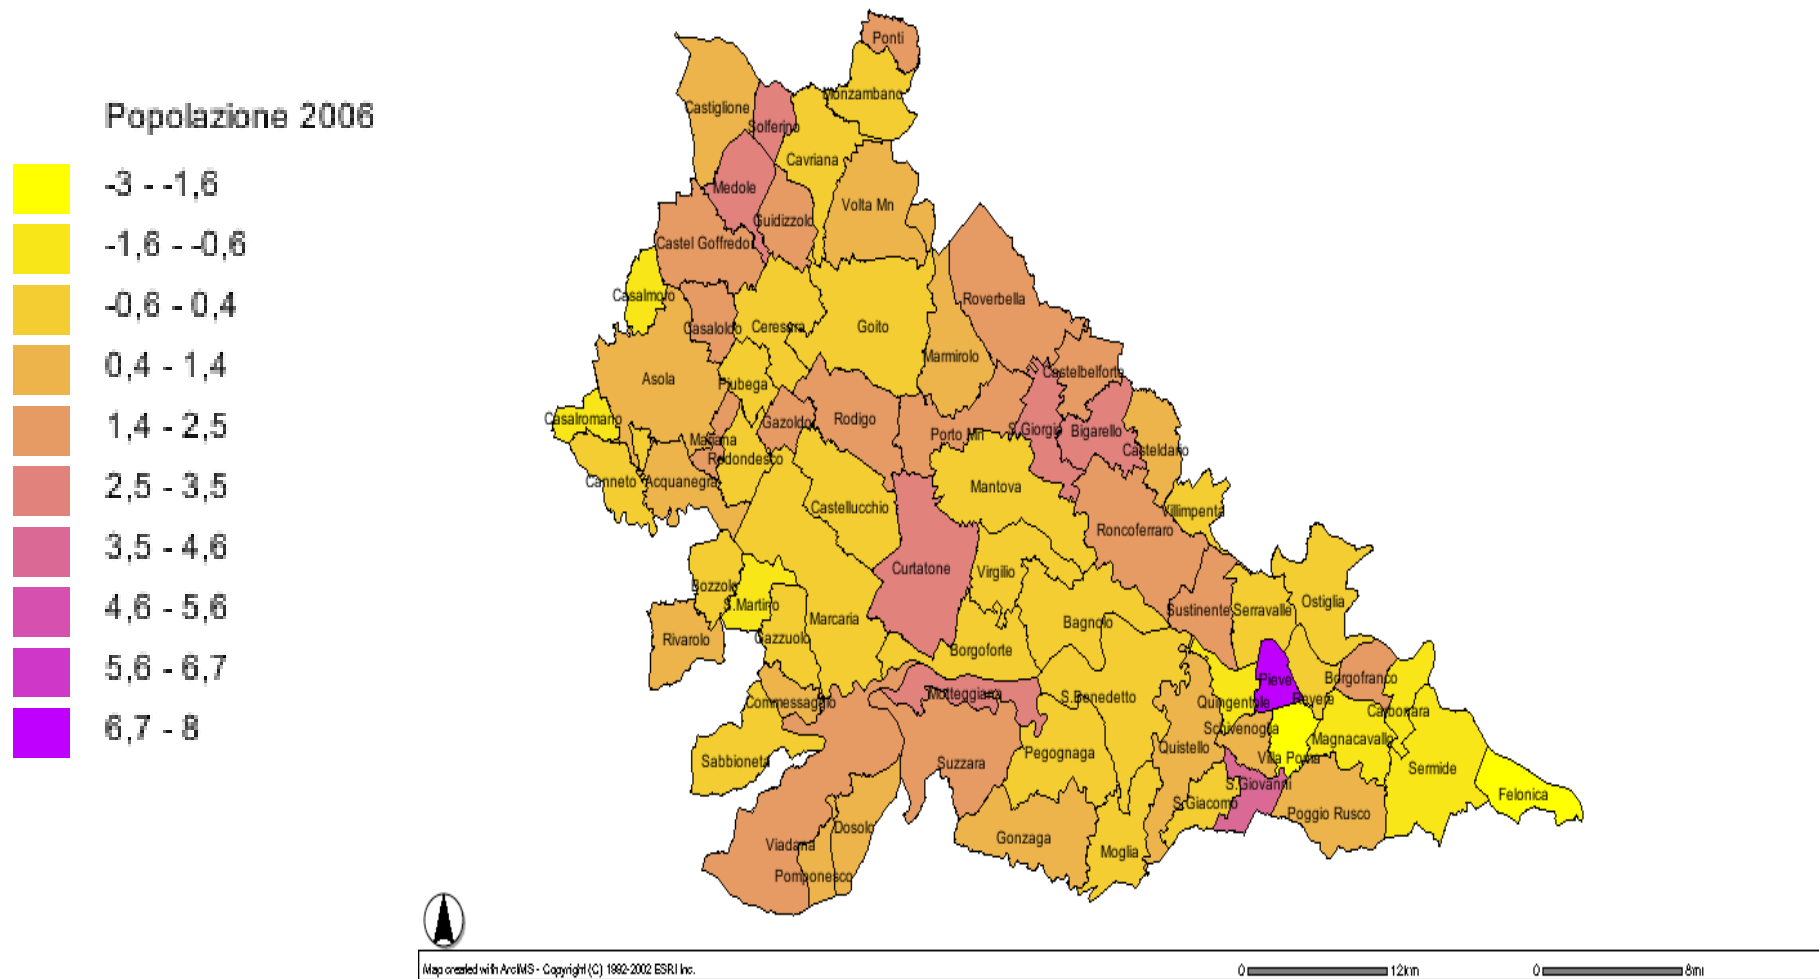 Popolazione 2006
-3 - -1,6
-1,6 - -0,6
-0,6 - 0,4
0,4 - 1,4
1,4 - 2,5
2,5 - 3,5
3,5 - 4,6
4,6 - 5,6
5,6 - 6,7
6,7 - 8
Ponti
Monzambano
Castiglione
Solferino
Cavriana
Medole
Volta Mn
Guidizzolo
Castel Goffredo
Casalmoro
Roverbella
Casaloldo
Ceresara
Goito
Marmirolo
Castelbelforte
Asola
Piubega
Casalromano
Gazoldo
Rodigo
Porto Mn
S.Giorgio
Bigarello
Mariana
Casteldario
Redondesco
Canneto
Acquanegra
Mantova
Castellucchio
Villimpenta
Roncoferraro
Curtatone
Virgilio
Bozzolo
S.Martino
Marcaria
Bagnolo
Sustinente
Serravalle
Ostiglia
Rivarolo
Gazzuolo
Borgoforte
Pieve
Borgofranco
Motteggiana
S.Benedetto
Commessaggio
Quingentole
Revere
Carbonara
Schivenoglia
Magnacavallo
Quistello
Pegognaga
Sabbioneta
Suzzara
Villa Poma
Sermide
S.Giovanni
Felonica
S.Giacomo
Poggio Rusco
Dosolo
Viadana
Gonzaga
Moglia
Pomponesco
Map created with ArcIMS - Copyright (C) 1992-2002 ESRI Inc.
0 12km 0 8mi